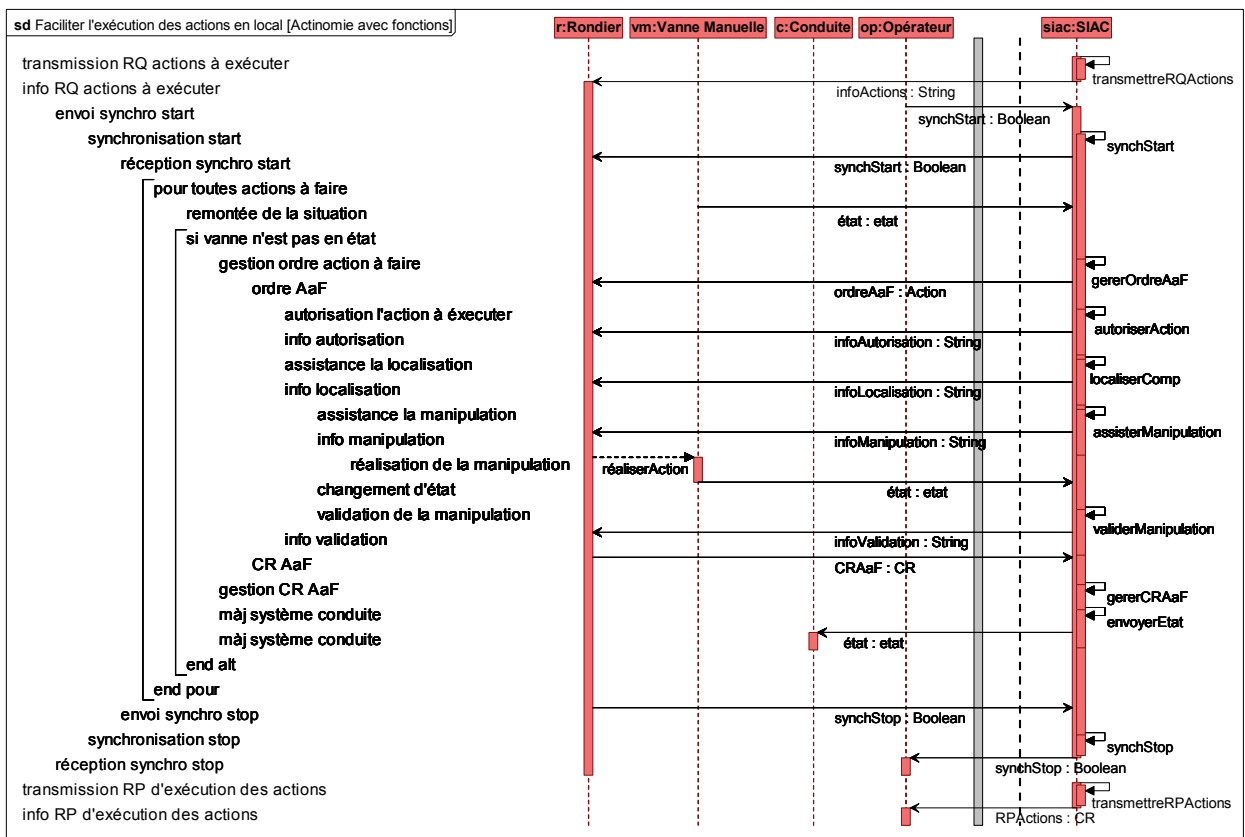 sd Faciliter l'exécution des actions en local [Actinomie avec fonctions]
r:Rondier vm:Vanne Manuelle c:Conduite op:Opérateur siac:SIAC
transmission RQ actions à exécuter
transmettreRQActions
info RQ actions à exécuter
infoActions : String
envoi synchro start
synchStart : Boolean
synchronisation start
synchStart
réception synchro start
synchStart : Boolean
pour toutes actions à faire
remontée de la situation
état : etat
si vanne n'est pas en état
gestion ordre action à faire
gererOrdreAaF
ordre AaF
ordreAaF : Action
autorisation l'action à éxecuter
autoriserAction
info autorisation
infoAutorisation : String
assistance la localisation
localiserComp
info localisation
infoLocalisation : String
assistance la manipulation
assisterManipulation
info manipulation
infoManipulation : String
réalisation de la manipulation
réaliserAction
changement d'état
état : etat
validation de la manipulation
validerManipulation
info validation
infoValidation : String
CR AaF
CRAaF : CR
gestion CR AaF
gererCRAaF
màj système conduite
envoyerEtat
màj système conduite
état : etat
end alt
end pour
envoi synchro stop
synchStop : Boolean
synchronisation stop
synchStop
réception synchro stop
synchStop : Boolean
transmission RP d'exécution des actions
transmettreRPActions
info RP d'exécution des actions
RPActions : CR